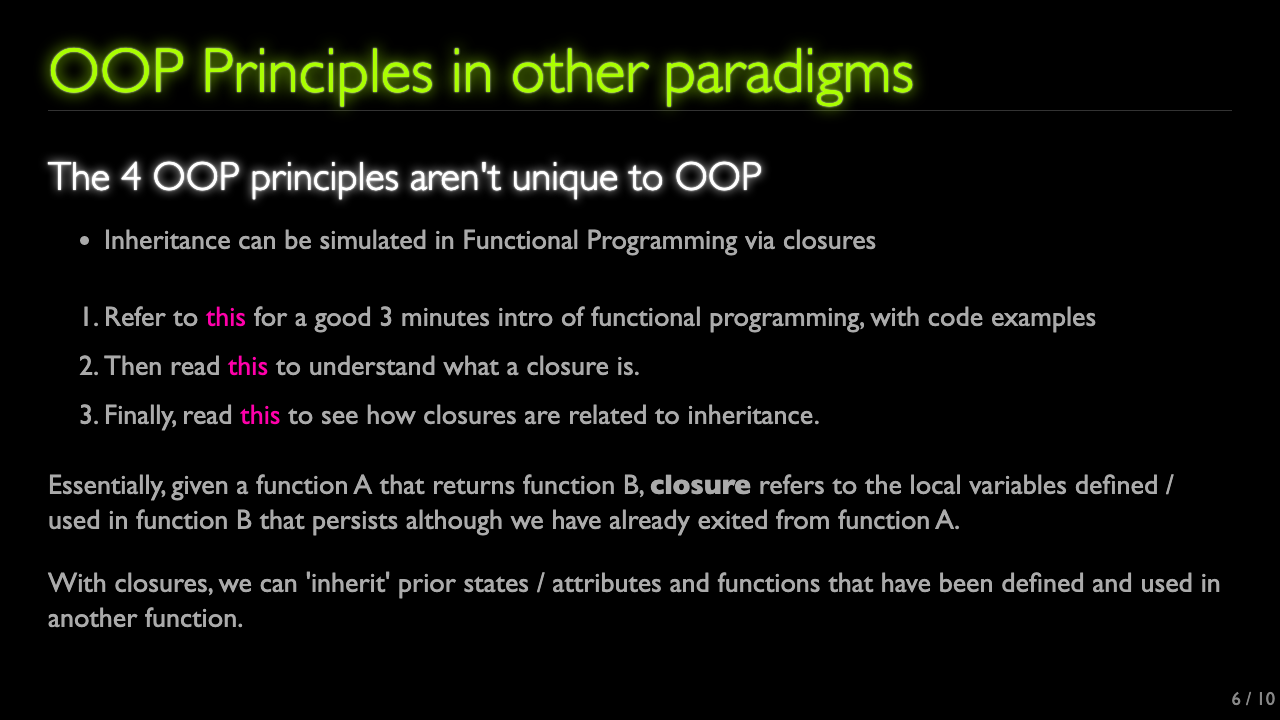 OOP Principles in other paradigms
The 4 OOP principles aren't unique to OOP
• Inheritance can be simulated in Functional Programming via closures
1. Refer to this for a good 3 minutes intro of functional programming, with code examples
2. Then read this to understand what a closure is.
3. Finally, read this to see how closures are related to inheritance.
Essentially, given a function A that returns function B, closure refers to the local variables defined /
used in function B that persists although we have already exited from function A.
With closures, we can 'inherit' prior states / attributes and functions that have been defined and used in
another function.
6 / 10